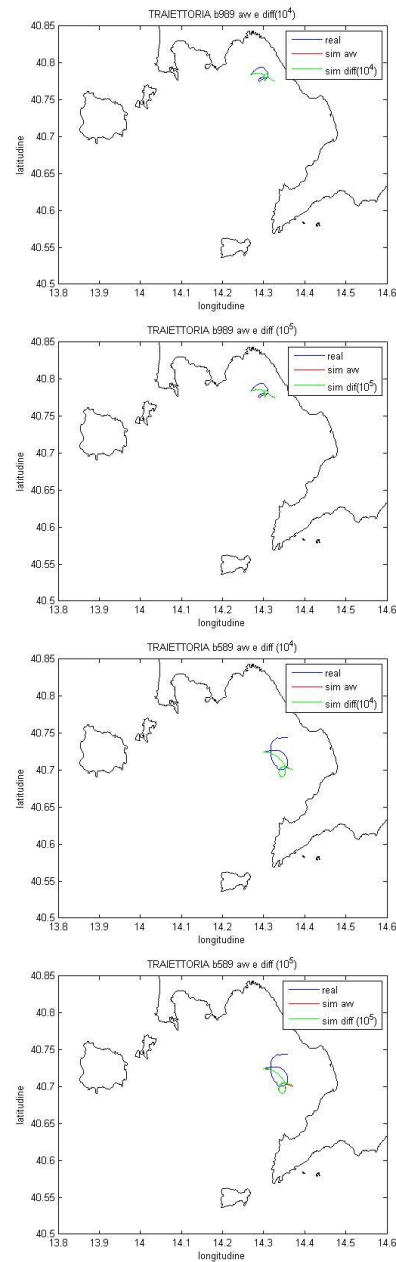 TRAIETTORIA b989 avv e diff(10⁴)
real
sim avv
sim diff(10⁴)
latitudine
40.85
40.8
40.75
40.7
40.65
40.6
40.55
40.5
13.8 13.9 14 14.1 14.2 14.3 14.4 14.5 14.6
longitudine
TRAIETTORIA b989 avv e diff (10⁵)
real
sim avv
sim dif(10⁵)
latitudine
40.85
40.8
40.75
40.7
40.65
40.6
40.55
40.5
13.8 13.9 14 14.1 14.2 14.3 14.4 14.5 14.6
longitudine
TRAIETTORIA b589 avv e diff (10⁴)
real
sim avv
sim diff (10⁴)
latitudine
40.85
40.8
40.75
40.7
40.65
40.6
40.55
40.5
13.8 13.9 14 14.1 14.2 14.3 14.4 14.5 14.6
longitudine
TRAIETTORIA b589 avv e diff (10⁵)
real
sim avv
sim diff (10⁵)
latitudine
40.85
40.8
40.75
40.7
40.65
40.6
40.55
40.5
13.8 13.9 14 14.1 14.2 14.3 14.4 14.5 14.6
longitudine